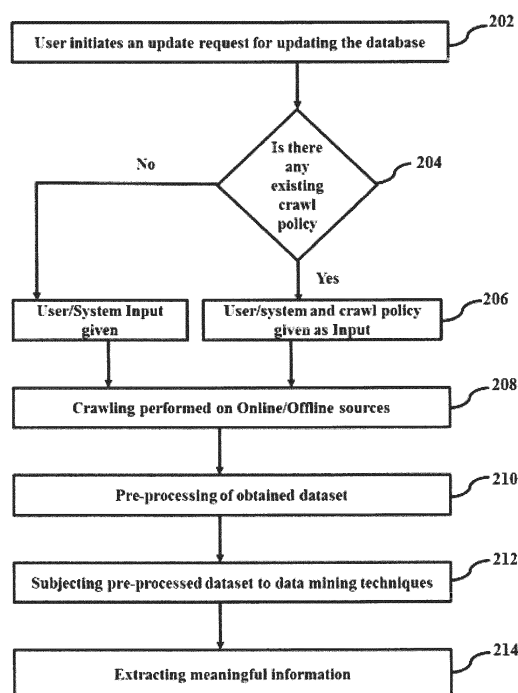 202
User initiates an update request for updating the database
Is there
any
existing
crawl
policy
204
No
Yes
User/System Input
given
User/system and crawl policy
given as Input
206
208
Crawling performed on Online/Offline sources
210
Pre-processing of obtained dataset
212
Subjecting pre-processed dataset to data mining techniques
214
Extracting meaningful information